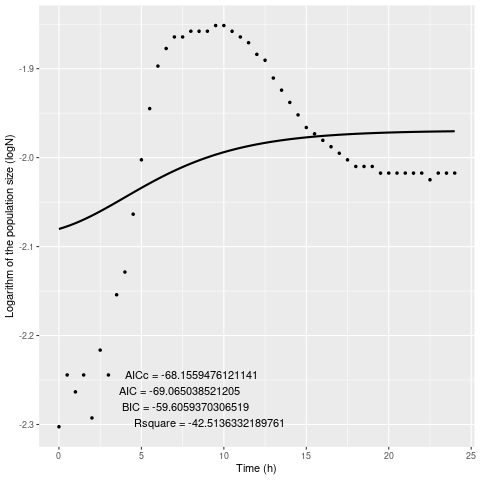 Logarithm of the population size (logN)
-1.9
-2.0
-2.1
-2.2
-2.3
AICc = -68.1559476121141
AIC = -69.065038521205
BIC = -59.6059370306519
Rsquare = -42.5136332189761
0 5 10 15 20 25
Time (h)